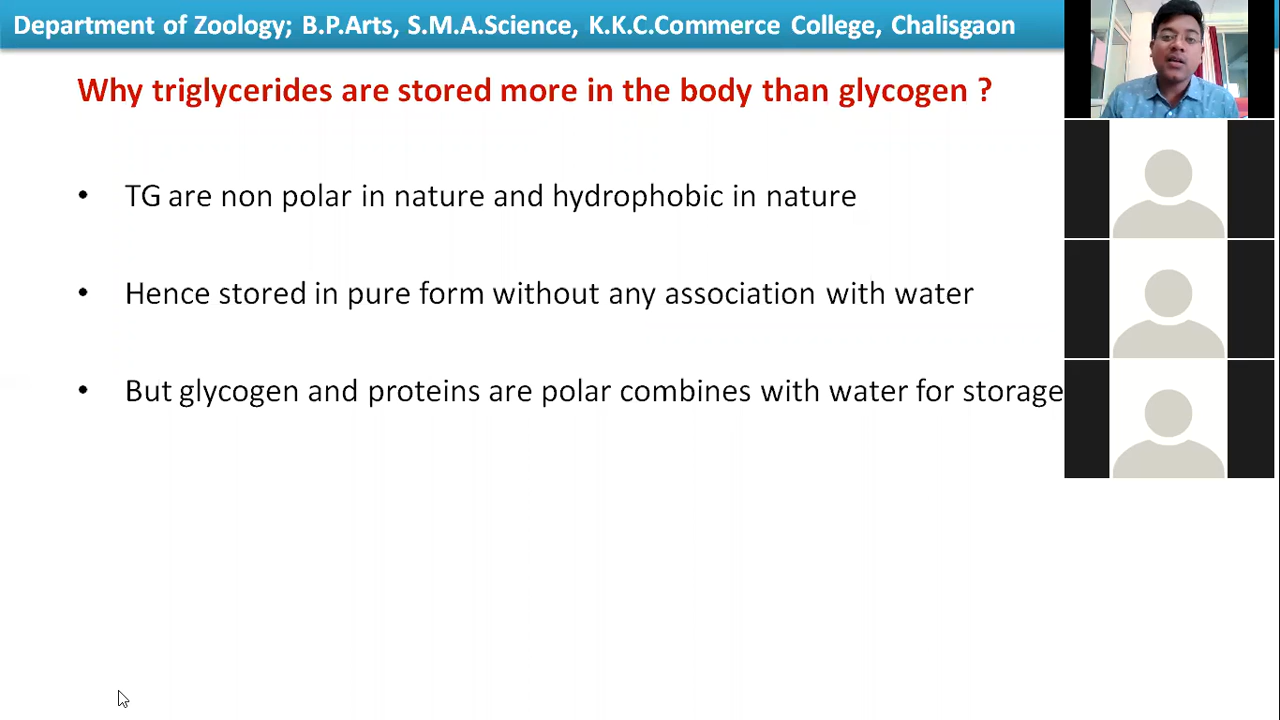 Department of Zoology; B.P.Arts, S.M.A.Science, K.K.C.Commerce College, Chalisgaon
Why triglycerides are stored more in the body than glycogen ?
• TG are non polar in nature and hydrophobic in nature
• Hence stored in pure form without any association with water
• But glycogen and proteins are polar combines with water for storage